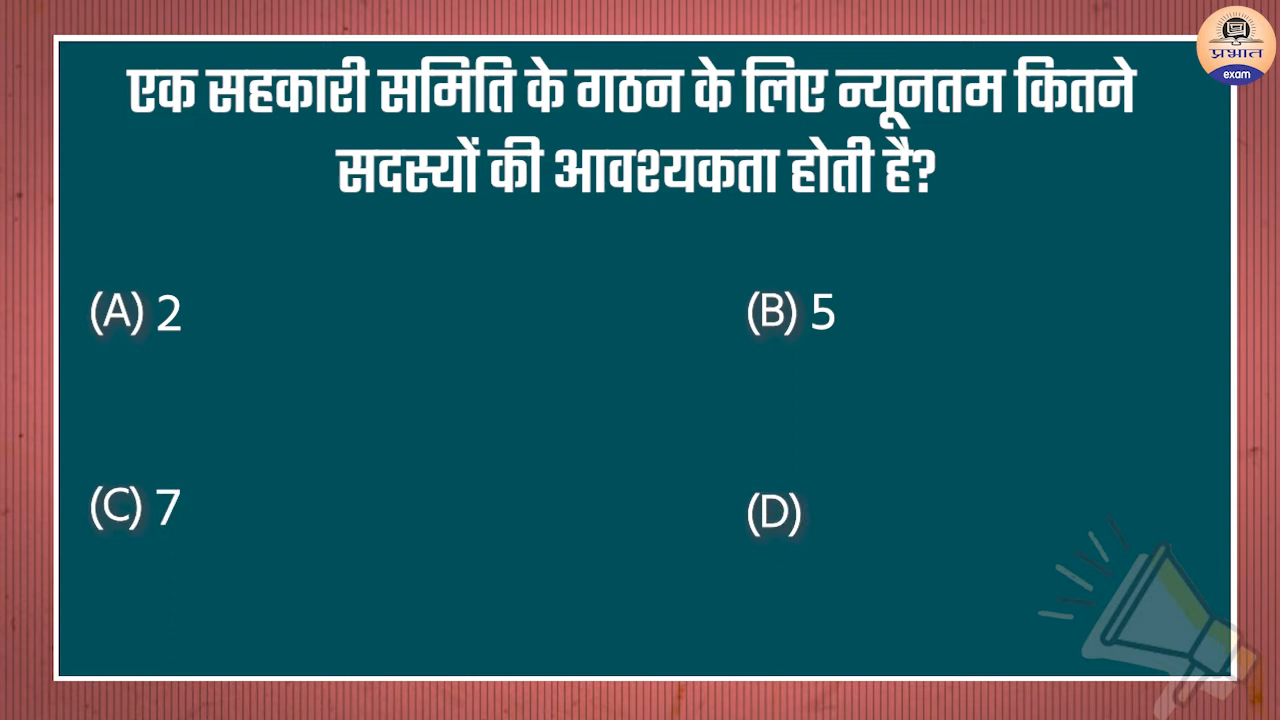 प्रभात
exam
एक सहकारी समिति के गठन के लिए न्यूनतम कितने
सदस्यों की आवश्यकता होती है?
(A) 2
(B) 5
(C) 7
(D)